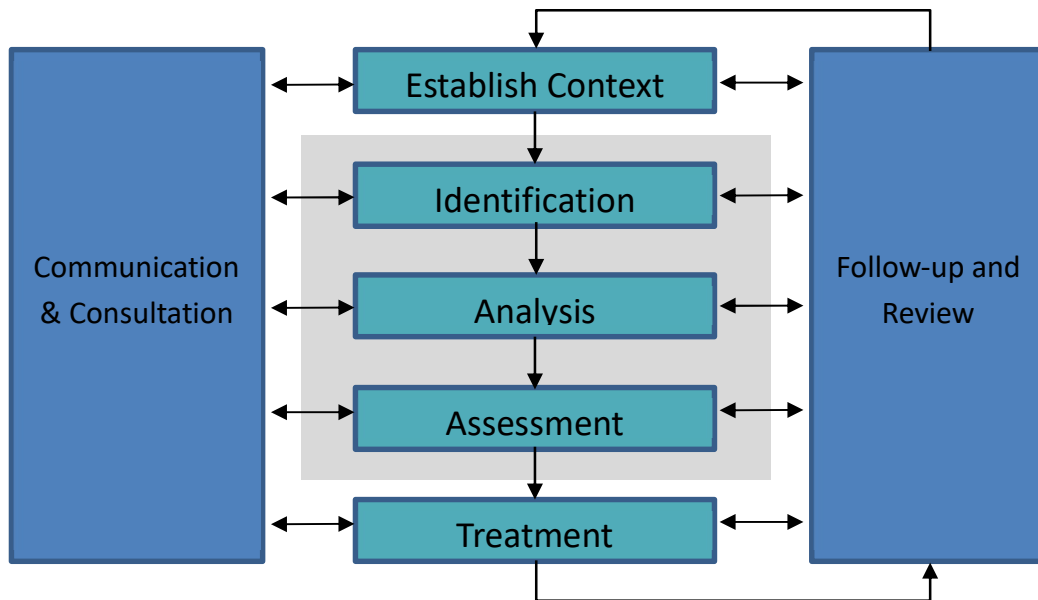 Establish Context
Identification
Communication
& Consultation
Analysis
Follow-up and
Review
Assessment
Treatment